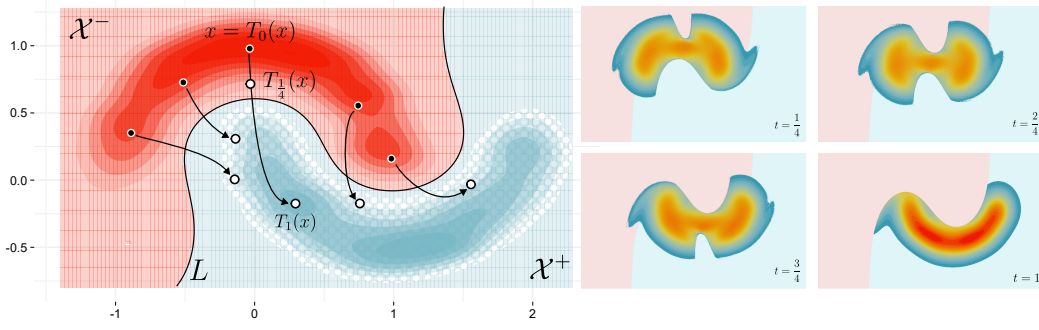 𝒳⁻
x = T₀(x)
T_{1/4}(x)
T₁(x)
L
𝒳⁺
1.0
0.5
0.0
-0.5
-1
0
1
2
t = 1/4
t = 2/4
t = 3/4
t = 1